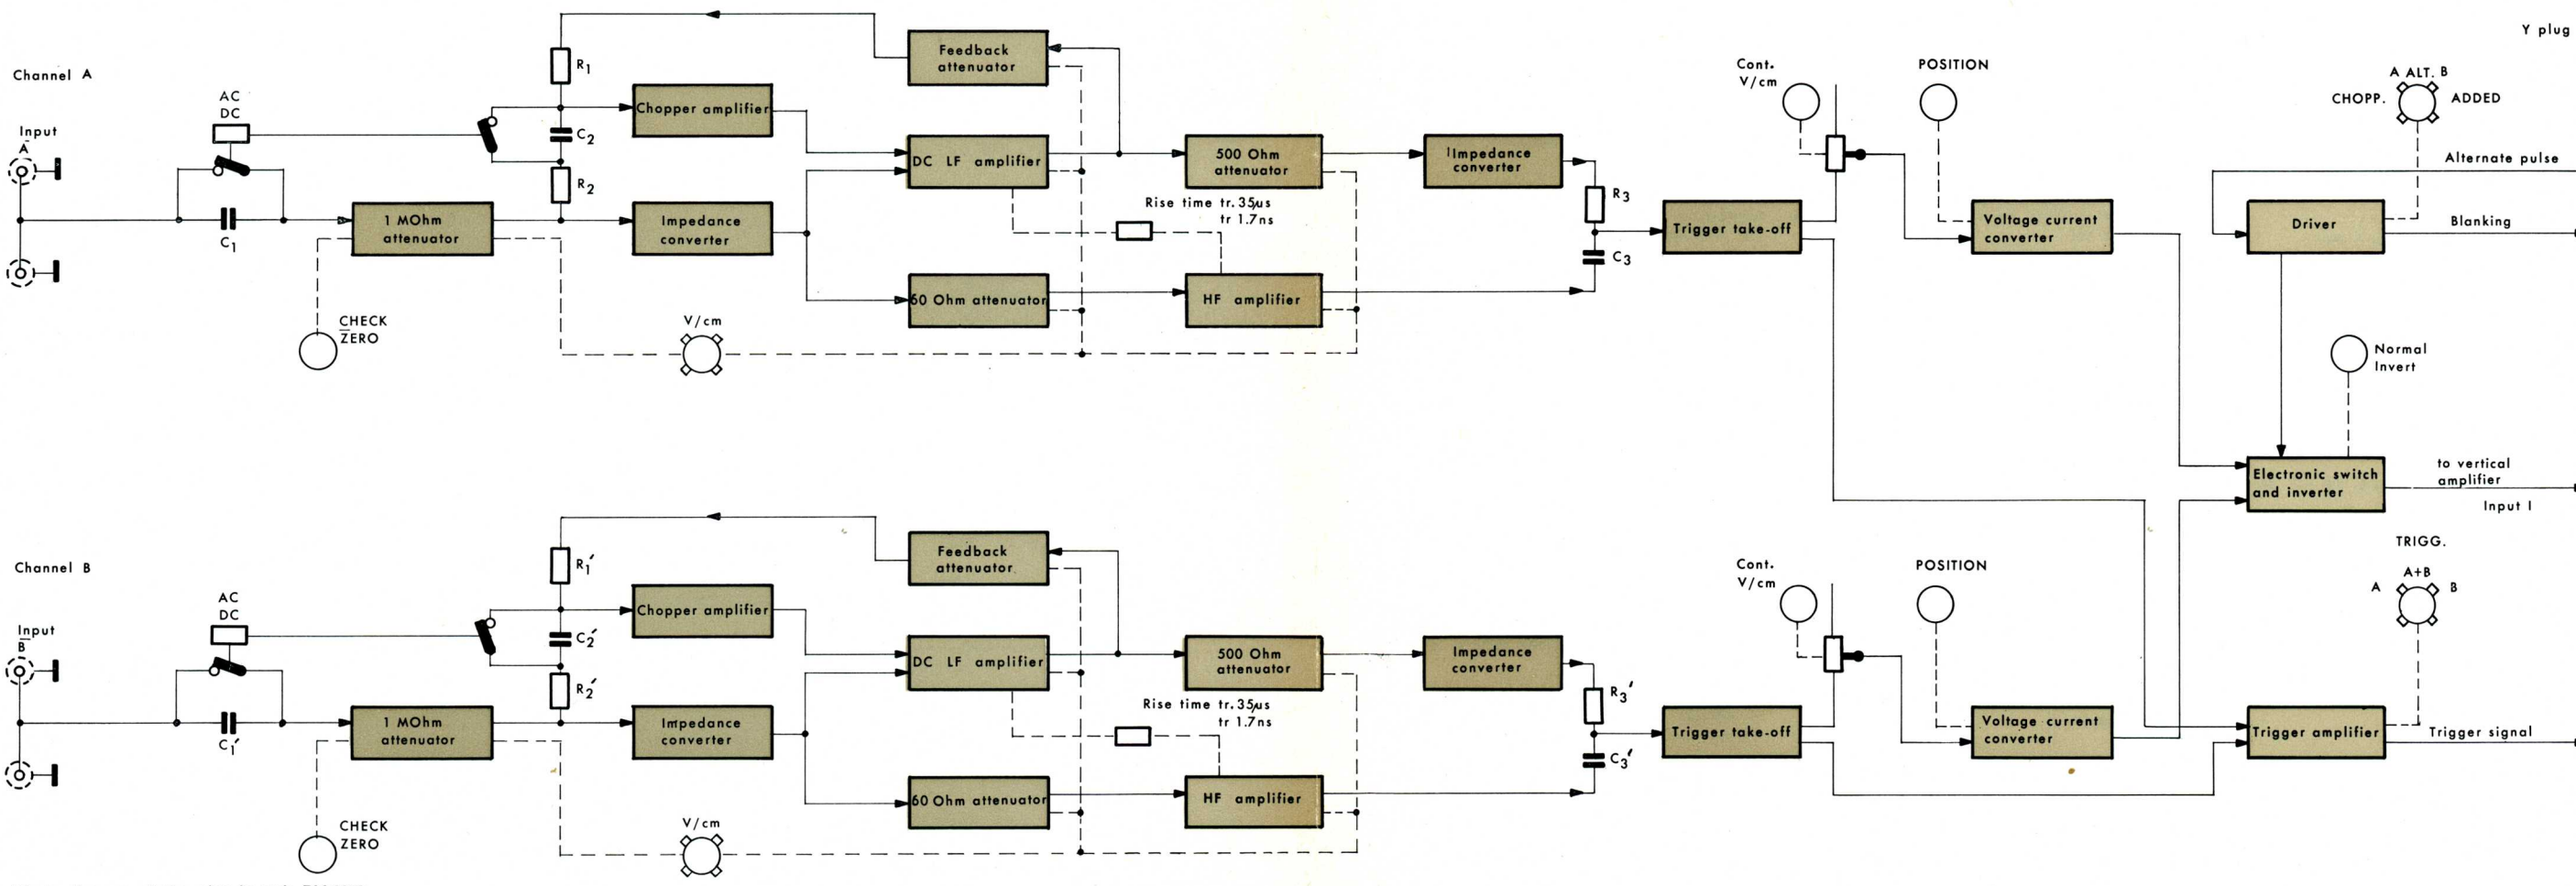 Y plug
Channel A
Feedback
attenuator
R1
Cont.
V/cm
POSITION
A ALT. B
CHOPP.
ADDED
AC
DC
Chopper amplifier
C2
Input
A
DC LF amplifier
500 Ohm
attenuator
Impedance
converter
Alternate pulse
R2
R3
Rise time tr.35µs
tr 1.7ns
1 MOhm
attenuator
Impedance
converter
Trigger take-off
Voltage current
converter
Driver
Blanking
C1
C3
60 Ohm attenuator
HF amplifier
CHECK
ZERO
V/cm
Normal
Invert
Electronic switch
and inverter
to vertical
amplifier
Input I
Channel B
Feedback
attenuator
R1′
Cont.
V/cm
POSITION
TRIGG.
A+B
A
B
AC
DC
Chopper amplifier
C2′
Input
B
DC LF amplifier
500 Ohm
attenuator
Impedance
converter
R2′
R3′
Rise time tr.35µs
tr 1.7ns
1 MOhm
attenuator
Impedance
converter
Trigger take-off
Voltage current
converter
Trigger amplifier
Trigger signal
C1′
C3′
60 Ohm attenuator
HF amplifier
CHECK
ZERO
V/cm